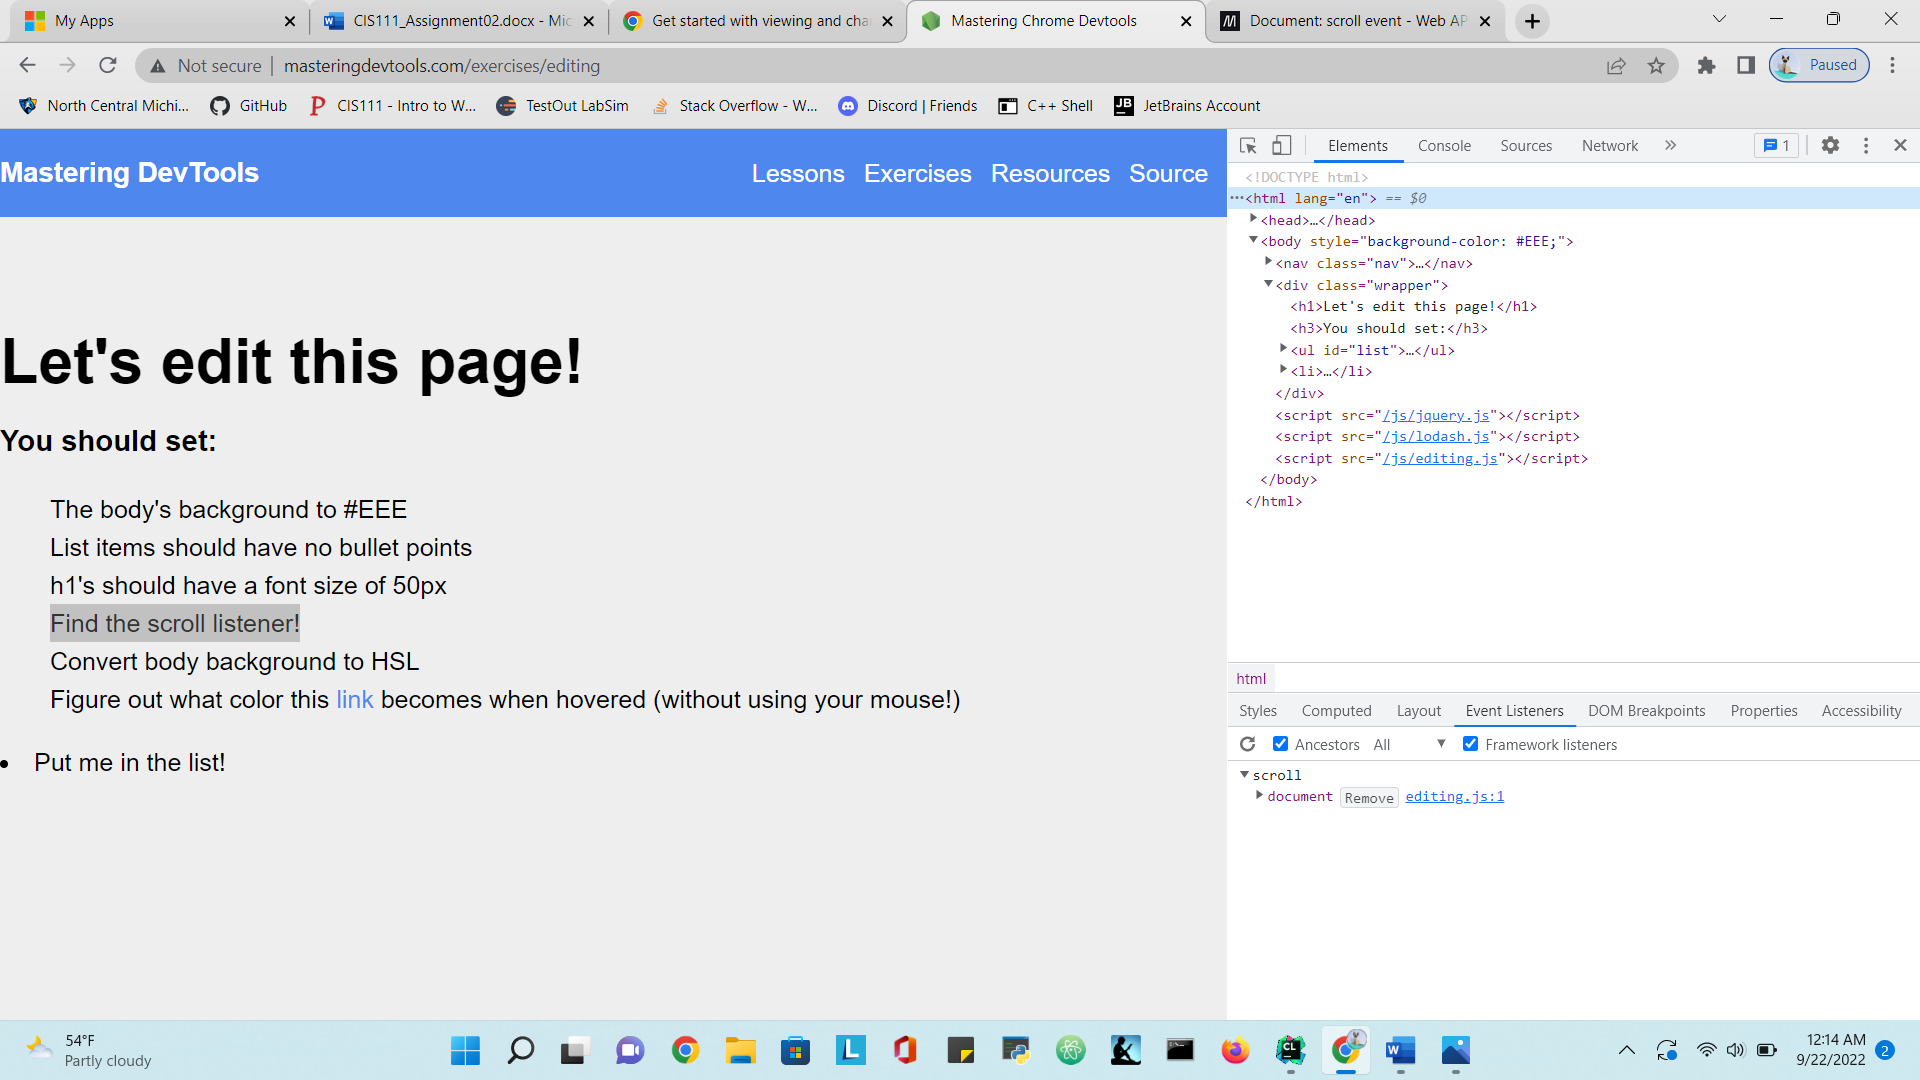 My Apps
CIS111_Assignment02.docx - Mic
Get started with viewing and cha
Mastering Chrome Devtools
Document: scroll event - Web AP
Not secure | masteringdevtools.com/exercises/editing
Paused
North Central Michi...
GitHub
CIS111 - Intro to W...
TestOut LabSim
Stack Overflow - W...
Discord | Friends
C++ Shell
JetBrains Account
Mastering DevTools
Lessons
Exercises
Resources
Source
Let's edit this page!
You should set:
The body's background to #EEE
List items should have no bullet points
h1's should have a font size of 50px
Find the scroll listener!
Convert body background to HSL
Figure out what color this link becomes when hovered (without using your mouse!)
Put me in the list!
Elements
Console
Sources
Network
1
<!DOCTYPE html>
<html lang="en"> == $0
<head>…</head>
<body style="background-color: #EEE;">
<nav class="nav">…</nav>
<div class="wrapper">
<h1>Let's edit this page!</h1>
<h3>You should set:</h3>
<ul id="list">…</ul>
<li>…</li>
</div>
<script src="/js/jquery.js"></script>
<script src="/js/lodash.js"></script>
<script src="/js/editing.js"></script>
</body>
</html>
html
Styles
Computed
Layout
Event Listeners
DOM Breakpoints
Properties
Accessibility
Ancestors
All
Framework listeners
scroll
document Remove editing.js:1
54°F
Partly cloudy
12:14 AM
9/22/2022
2